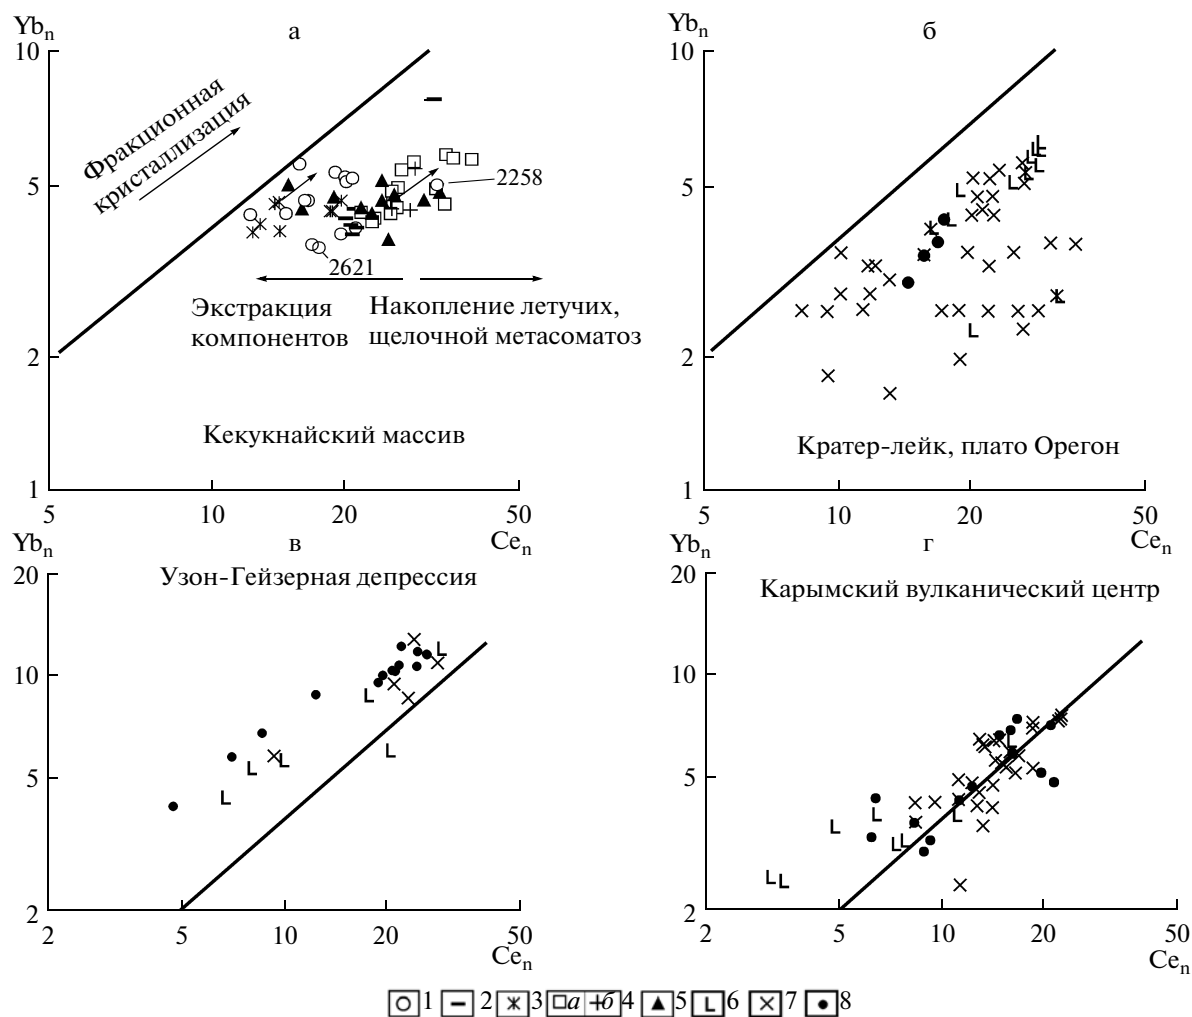 Yb_n
а
10
5
2
1
Фракционная
кристаллизация
2258
2621
Экстракция
компонентов
Накопление летучих,
щелочной метасоматоз
Кекукнайский массив
5
10
20
50
Ce_n
Yb_n
б
10
5
2
1
Кратер-лейк, плато Орегон
5
10
20
50
Ce_n
Yb_n
в
20
10
5
2
Узон-Гейзерная депрессия
2
5
10
20
50
Ce_n
Yb_n
г
20
10
5
2
Карымский вулканический центр
2
5
10
20
50
Ce_n
1 2 3 а б 4 5 6 7 8